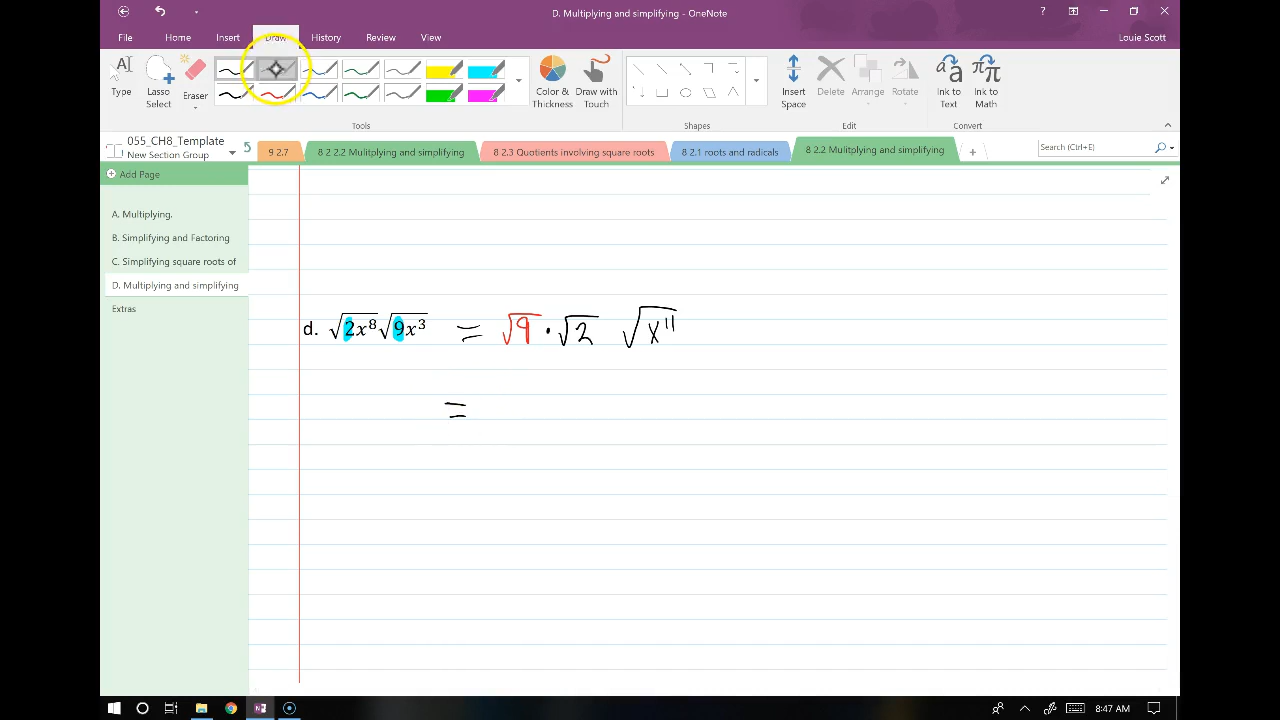 D. Multiplying and simplifying - OneNote
?
File Home Insert Draw History Review View Louie Scott
Type Lasso Select Eraser Color & Thickness Draw with Touch Insert Space Delete Arrange Rotate Ink to Text Ink to Math
Tools Shapes Edit Convert
055_CH8_Template
New Section Group
9 2.7 8 2.2.2 Mulitplying and simplifying 8 2.3 Quotients involving square roots 8 2.1 roots and radicals 8 2.2 Mulitplying and simplifying + Search (Ctrl+E)
Add Page
A. Multiplying.
B. Simplifying and Factoring
C. Simplifying square roots of
D. Multiplying and simplifying
Extras
d. √2x⁸√9x³ = √9 · √2 √x¹¹
=
8:47 AM